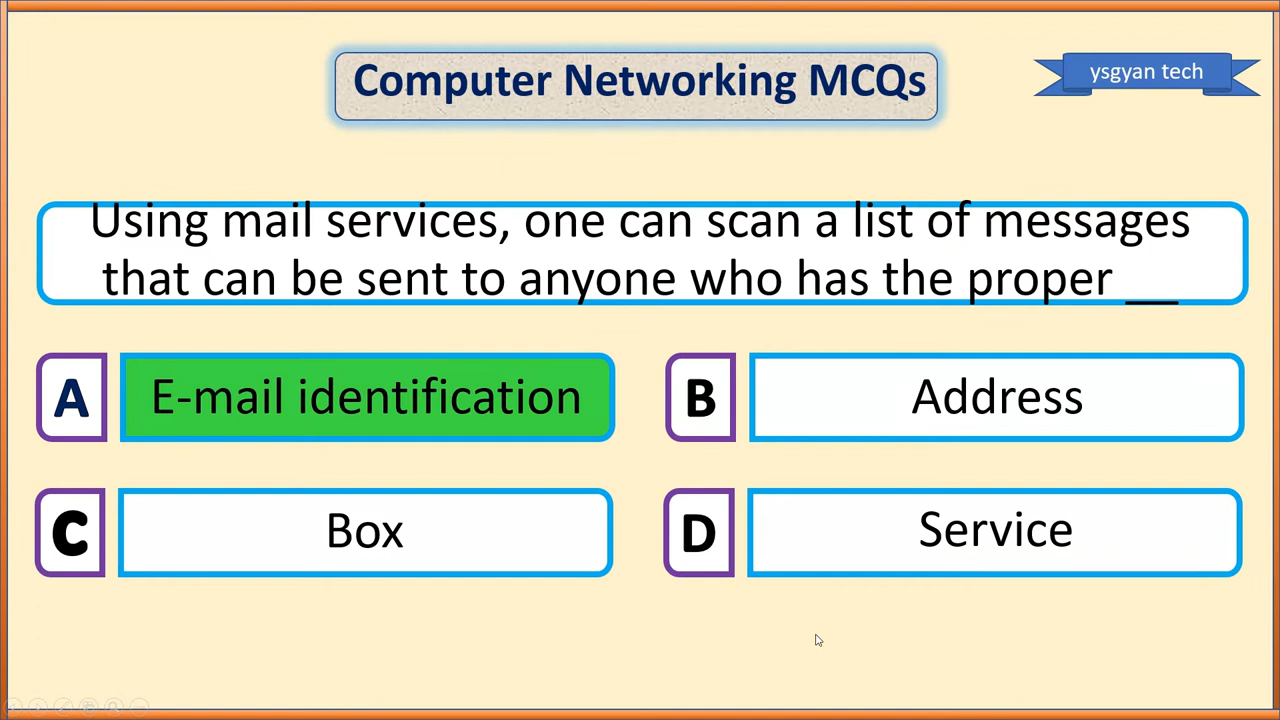 Computer Networking MCQs
ysgyan tech
Using mail services, one can scan a list of messages
that can be sent to anyone who has the proper __
A
E-mail identification
B
Address
C
Box
D
Service